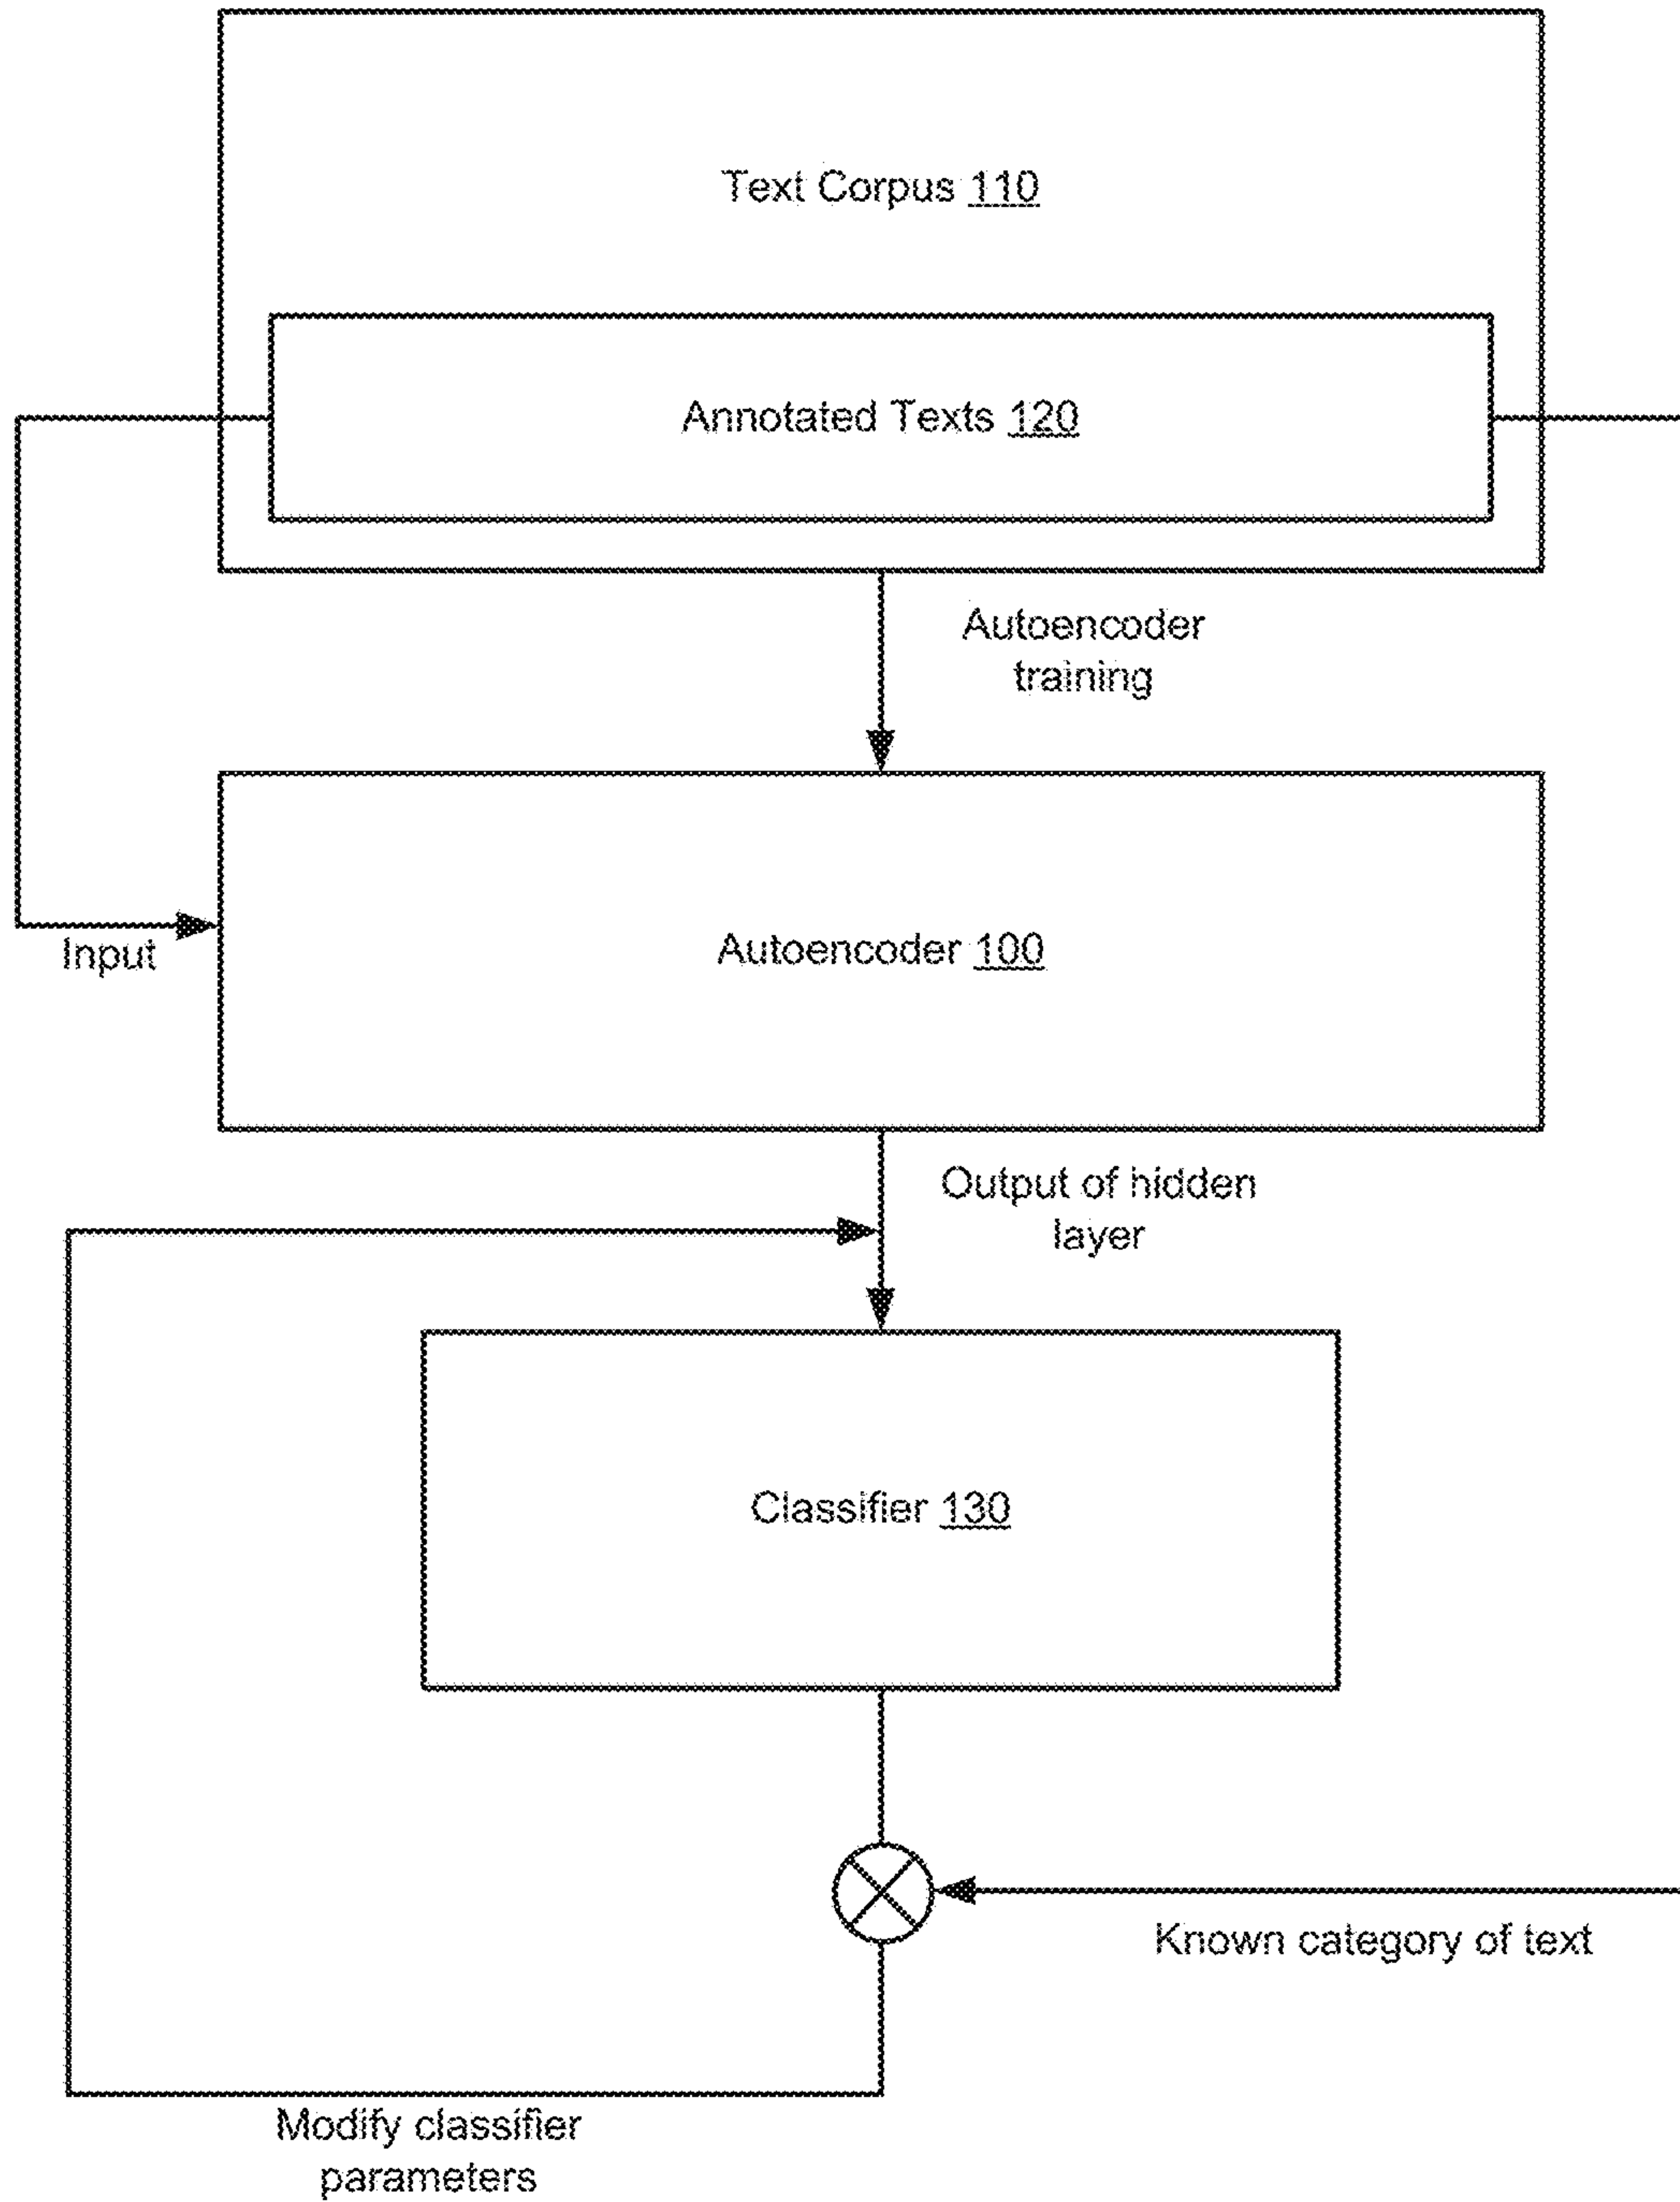 Text Corpus 110
Annotated Texts 120
Autoencoder
training
Input
Autoencoder 100
Output of hidden
layer
Classifier 130
Known category of text
Modify classifier
parameters